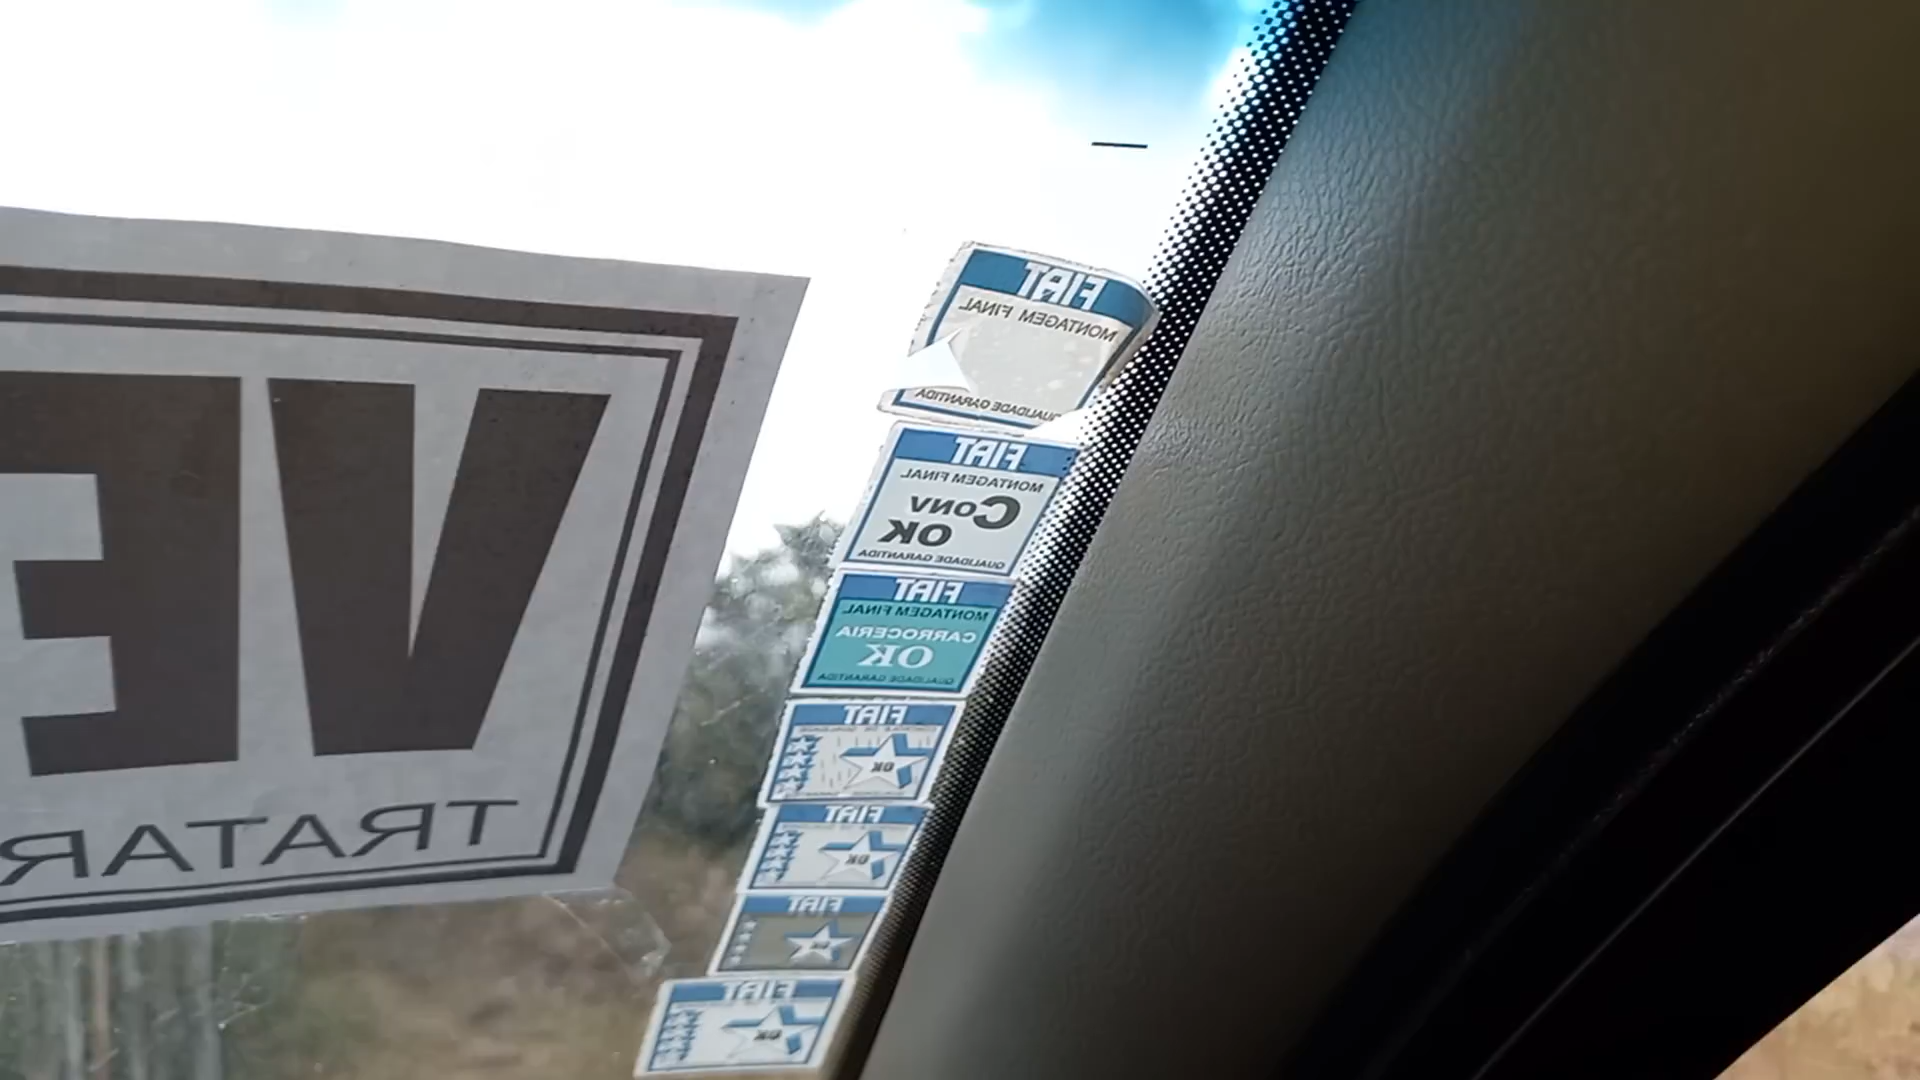 VE
TRATAR
FIAT
MONTAGEM FINAL
QUALIDADE GARANTIDA
FIAT
MONTAGEM FINAL
CONV
OK
QUALIDADE GARANTIDA
FIAT
MONTAGEM FINAL
CARROCERIA
OK
QUALIDADE GARANTIDA
FIAT
OK
FIAT
OK
FIAT
OK
FIAT
OK